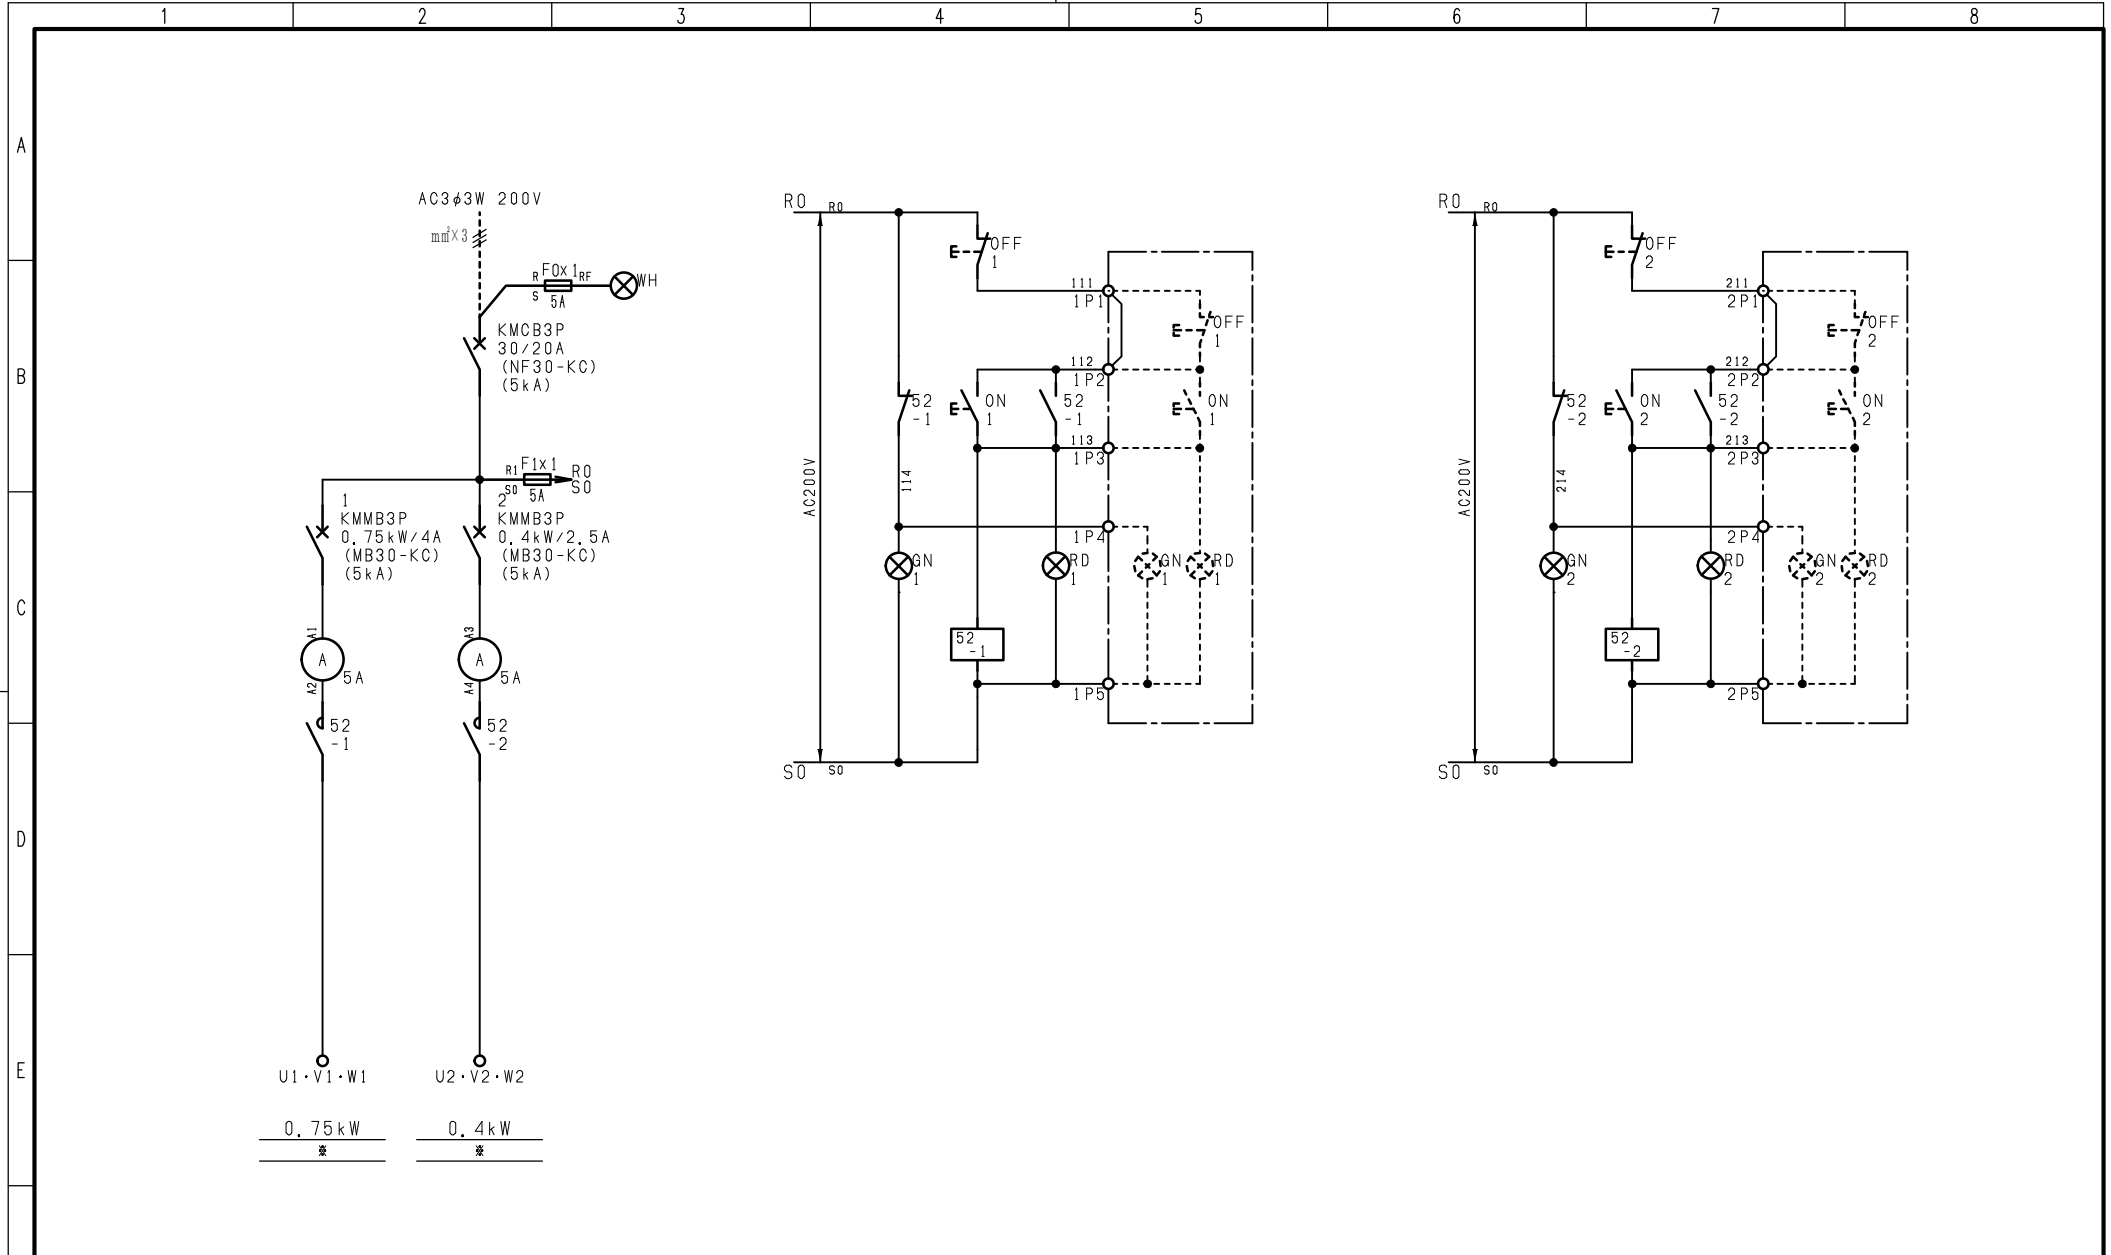 1 2 3 4 5 6 7 8
A
B
C
D
E
AC3φ3W 200V
mm²×3
R F0×1 RF
S 5A
WH
KMCB3P
30/20A
(NF30-KC)
(5kA)
R1 F1×1 R0
S0 5A S0
1
KMMB3P
0.75kW/4A
(MB30-KC)
(5kA)
2
KMMB3P
0.4kW/2.5A
(MB30-KC)
(5kA)
A1
A
5A
A2
A3
A
5A
A4
52
-1
52
-2
U1・V1・W1
U2・V2・W2
0.75kW
※
0.4kW
※
R0 R0
OFF
1
111
1P1
OFF
1
112
1P2
52
-1
ON
1
52
-1
ON
1
113
1P3
AC200V
114
1P4
GN
1
RD
1
GN
1
RD
1
52
-1
1P5
S0 S0
R0 R0
OFF
2
211
2P1
OFF
2
212
2P2
52
-2
ON
2
52
-2
ON
2
213
2P3
AC200V
214
2P4
GN
2
RD
2
GN
2
RD
2
52
-2
2P5
S0 S0